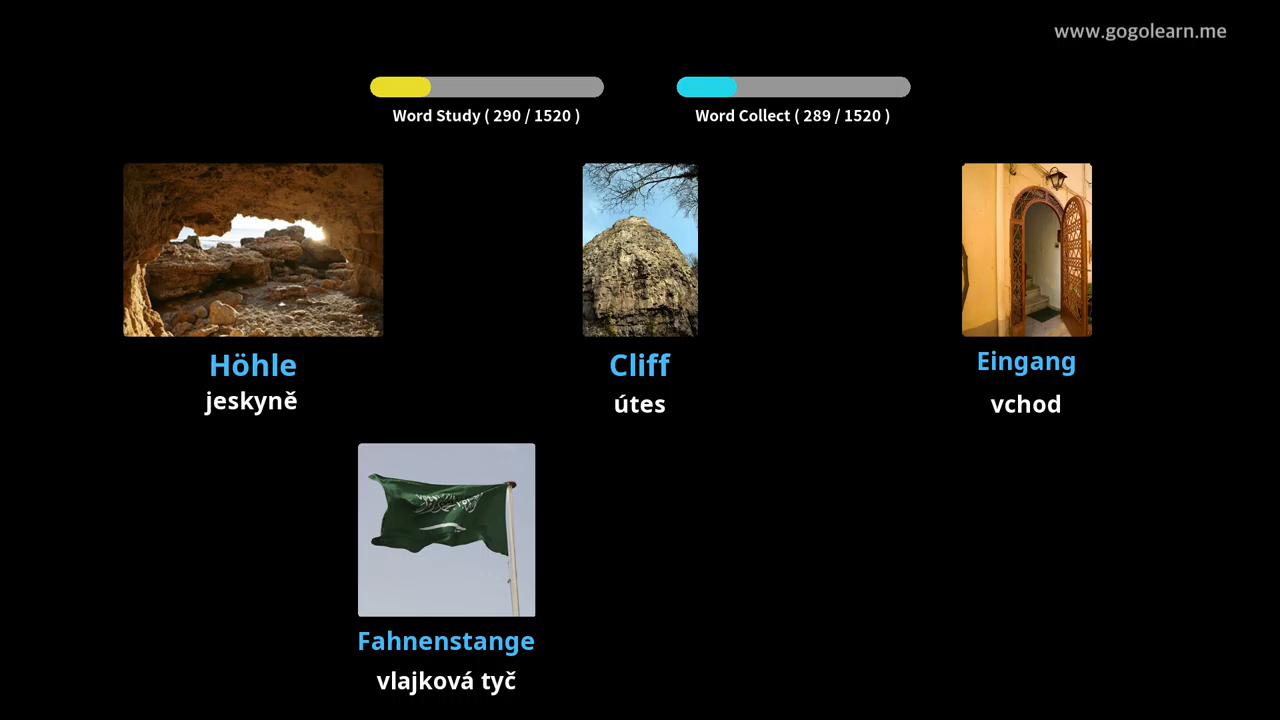 www.gogolearn.me
Word Study ( 290 / 1520 )
Word Collect ( 289 / 1520 )
Höhle
jeskyně
Cliff
útes
Eingang
vchod
Fahnenstange
vlajková tyč